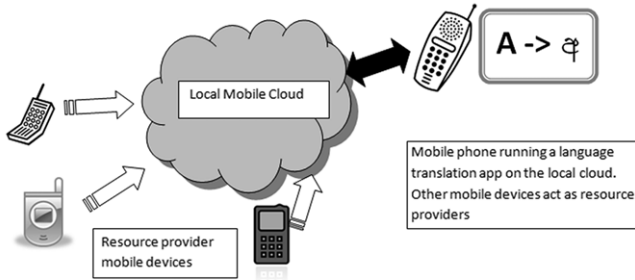 Local Mobile Cloud
A -> අ
Mobile phone running a language
translation app on the local cloud.
Other mobile devices act as resource
providers
Resource provider
mobile devices